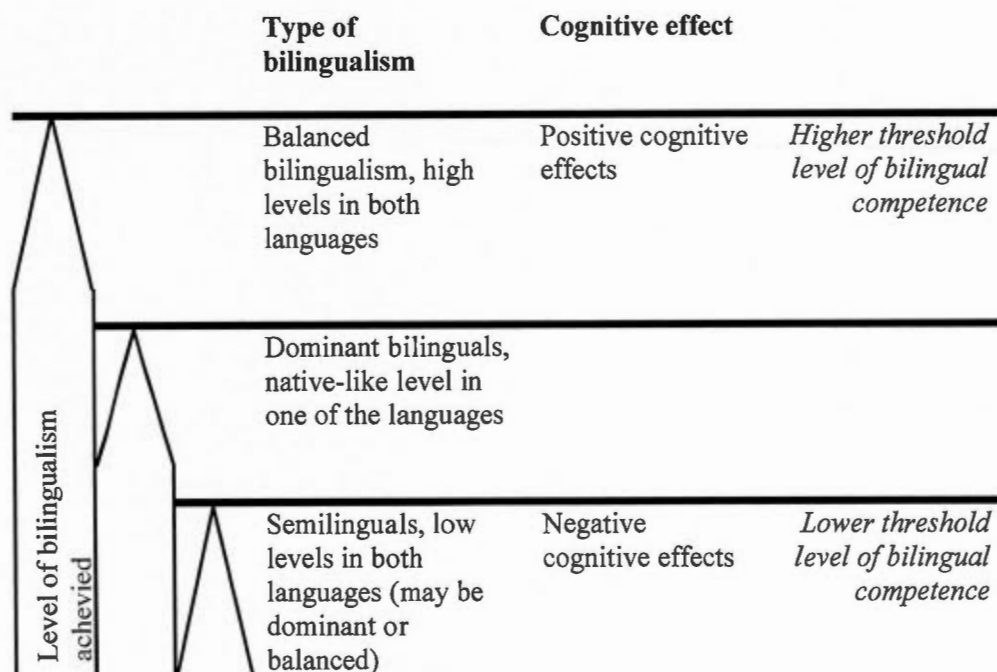 Type of
bilingualism
Cognitive effect
Balanced
bilingualism, high
levels in both
languages
Positive cognitive
effects
Higher threshold
level of bilingual
competence
Dominant bilinguals,
native-like level in
one of the languages
Semilinguals, low
levels in both
languages (may be
dominant or
balanced)
Negative
cognitive effects
Lower threshold
level of bilingual
competence
Level of bilingualism
achevied